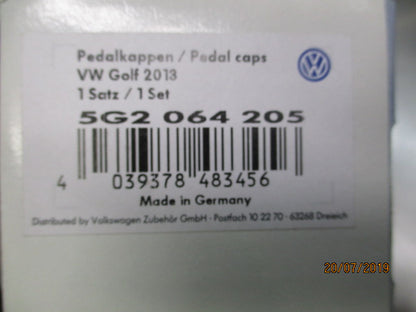 Pedalkappen / Pedal caps
VW Golf 2013
1 Satz / 1 Set
5G2 064 205
4 039378 483456
Made in Germany
Distributed by Volkswagen Zubehör GmbH · Postfach 10 22 70 · 63268 Dreieich
20/07/2019